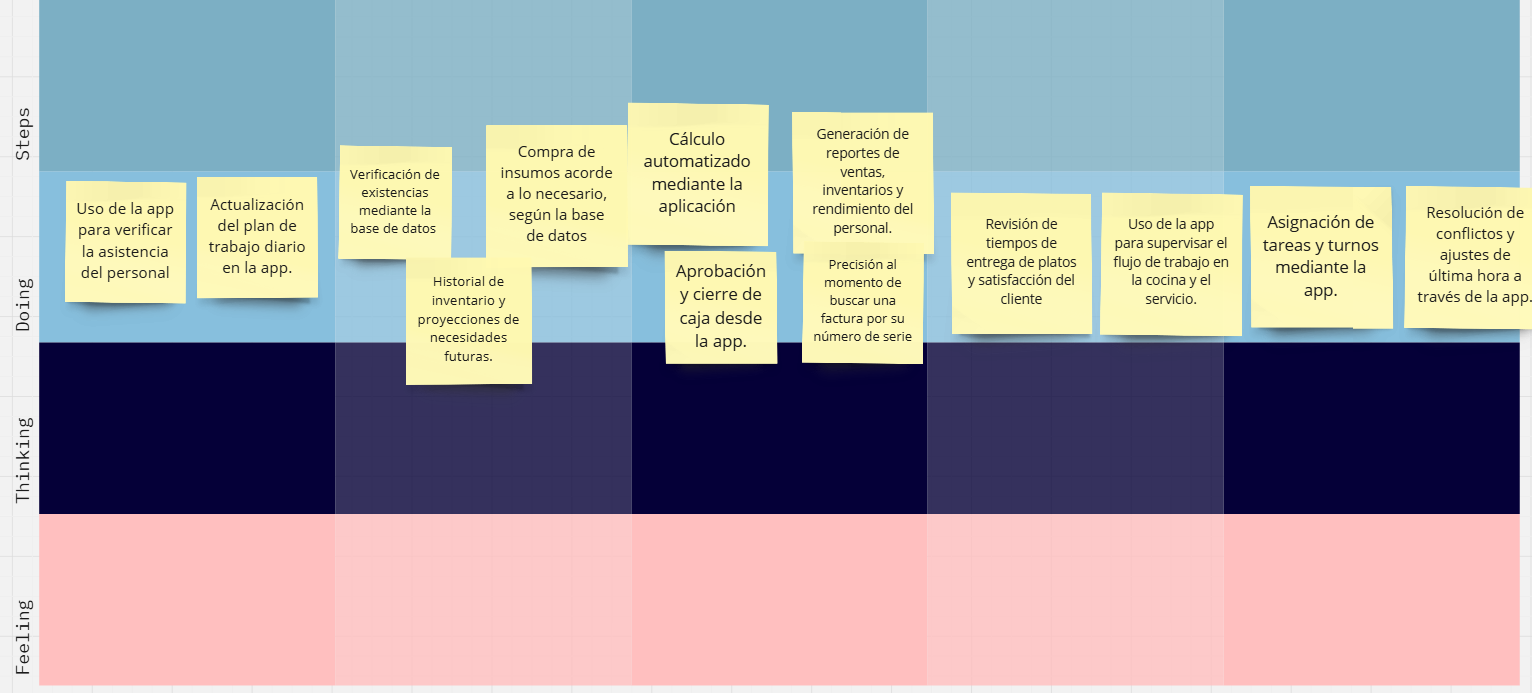 Steps
Doing
Thinking
Feeling
Uso de la app
para verificar
la asistencia
del personal
Actualización
del plan de
trabajo diario
en la app.
Verificación de
existencias
mediante la
base de datos
Historial de
inventario y
proyecciones de
necesidades
futuras.
Compra de
insumos acorde
a lo necesario,
según la base
de datos
Cálculo
automatizado
mediante la
aplicación
Aprobación
y cierre de
caja desde
la app.
Generación de
reportes de
ventas,
inventarios y
rendimiento del
personal.
Precisión al
momento de
buscar una
factura por su
número de serie
Revisión de
tiempos de
entrega de platos
y satisfacción del
cliente
Uso de la app
para supervisar el
flujo de trabajo en
la cocina y el
servicio.
Asignación de
tareas y turnos
mediante la
app.
Resolución de
conflictos y
ajustes de
última hora a
través de la app.